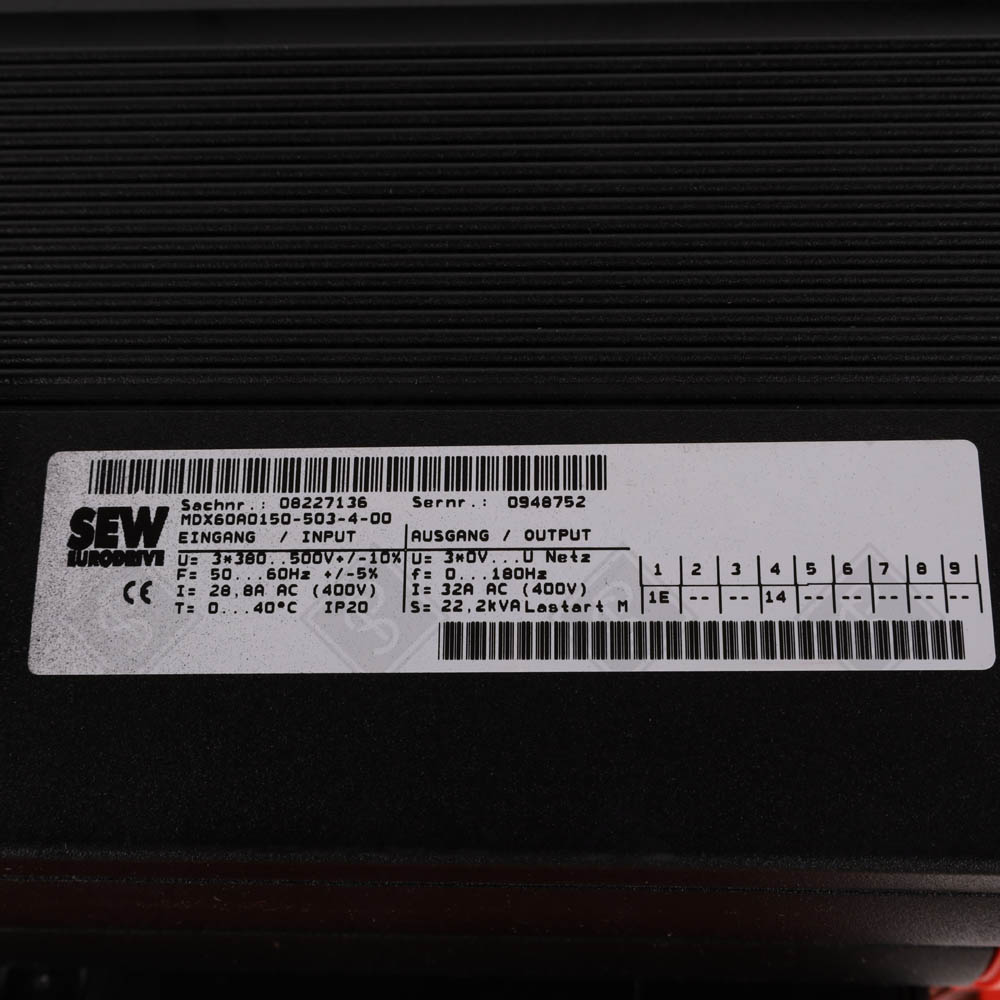 Sachnr.: 08227136 Sernr.: 0948752
MDX60A0150-503-4-00
SEW
EURODRIVE
EINGANG / INPUT
U= 3*380..500V+/-10%
F= 50...60Hz +/-5%
I= 28,8A AC (400V)
T= 0...40°C IP20
CE
AUSGANG / OUTPUT
U= 3*0V...U Netz
f= 0...180Hz
I= 32A AC (400V)
S= 22,2kVA Lastart M
1 2 3 4 5 6 7 8 9
1E -- -- 14 -- -- -- -- --